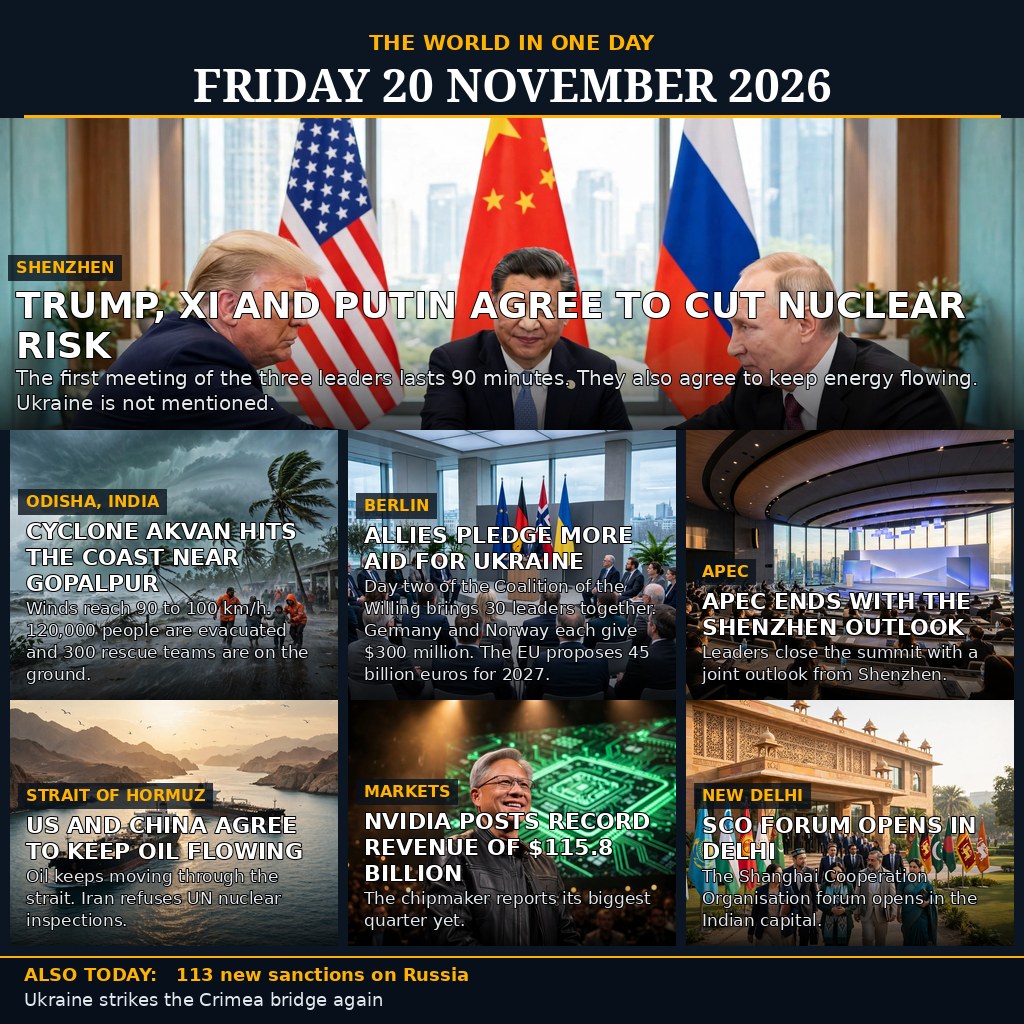 THE WORLD IN ONE DAY
FRIDAY 20 NOVEMBER 2026
SHENZHEN
TRUMP, XI AND PUTIN AGREE TO CUT NUCLEAR
RISK
The first meeting of the three leaders lasts 90 minutes. They also agree to keep energy flowing.
Ukraine is not mentioned.
ODISHA, INDIA
CYCLONE AKVAN HITS
THE COAST NEAR
GOPALPUR
Winds reach 90 to 100 km/h.
120,000 people are evacuated
and 300 rescue teams are on the
ground.
BERLIN
ALLIES PLEDGE MORE
AID FOR UKRAINE
Day two of the Coalition of the
Willing brings 30 leaders together.
Germany and Norway each give
$300 million. The EU proposes 45
billion euros for 2027.
APEC
APEC ENDS WITH THE
SHENZHEN OUTLOOK
Leaders close the summit with a
joint outlook from Shenzhen.
STRAIT OF HORMUZ
US AND CHINA AGREE
TO KEEP OIL FLOWING
Oil keeps moving through the
strait. Iran refuses UN nuclear
inspections.
MARKETS
NVIDIA POSTS RECORD
REVENUE OF $115.8
BILLION
The chipmaker reports its biggest
quarter yet.
NEW DELHI
SCO FORUM OPENS IN
DELHI
The Shanghai Cooperation
Organisation forum opens in the
Indian capital.
ALSO TODAY: 113 new sanctions on Russia
Ukraine strikes the Crimea bridge again